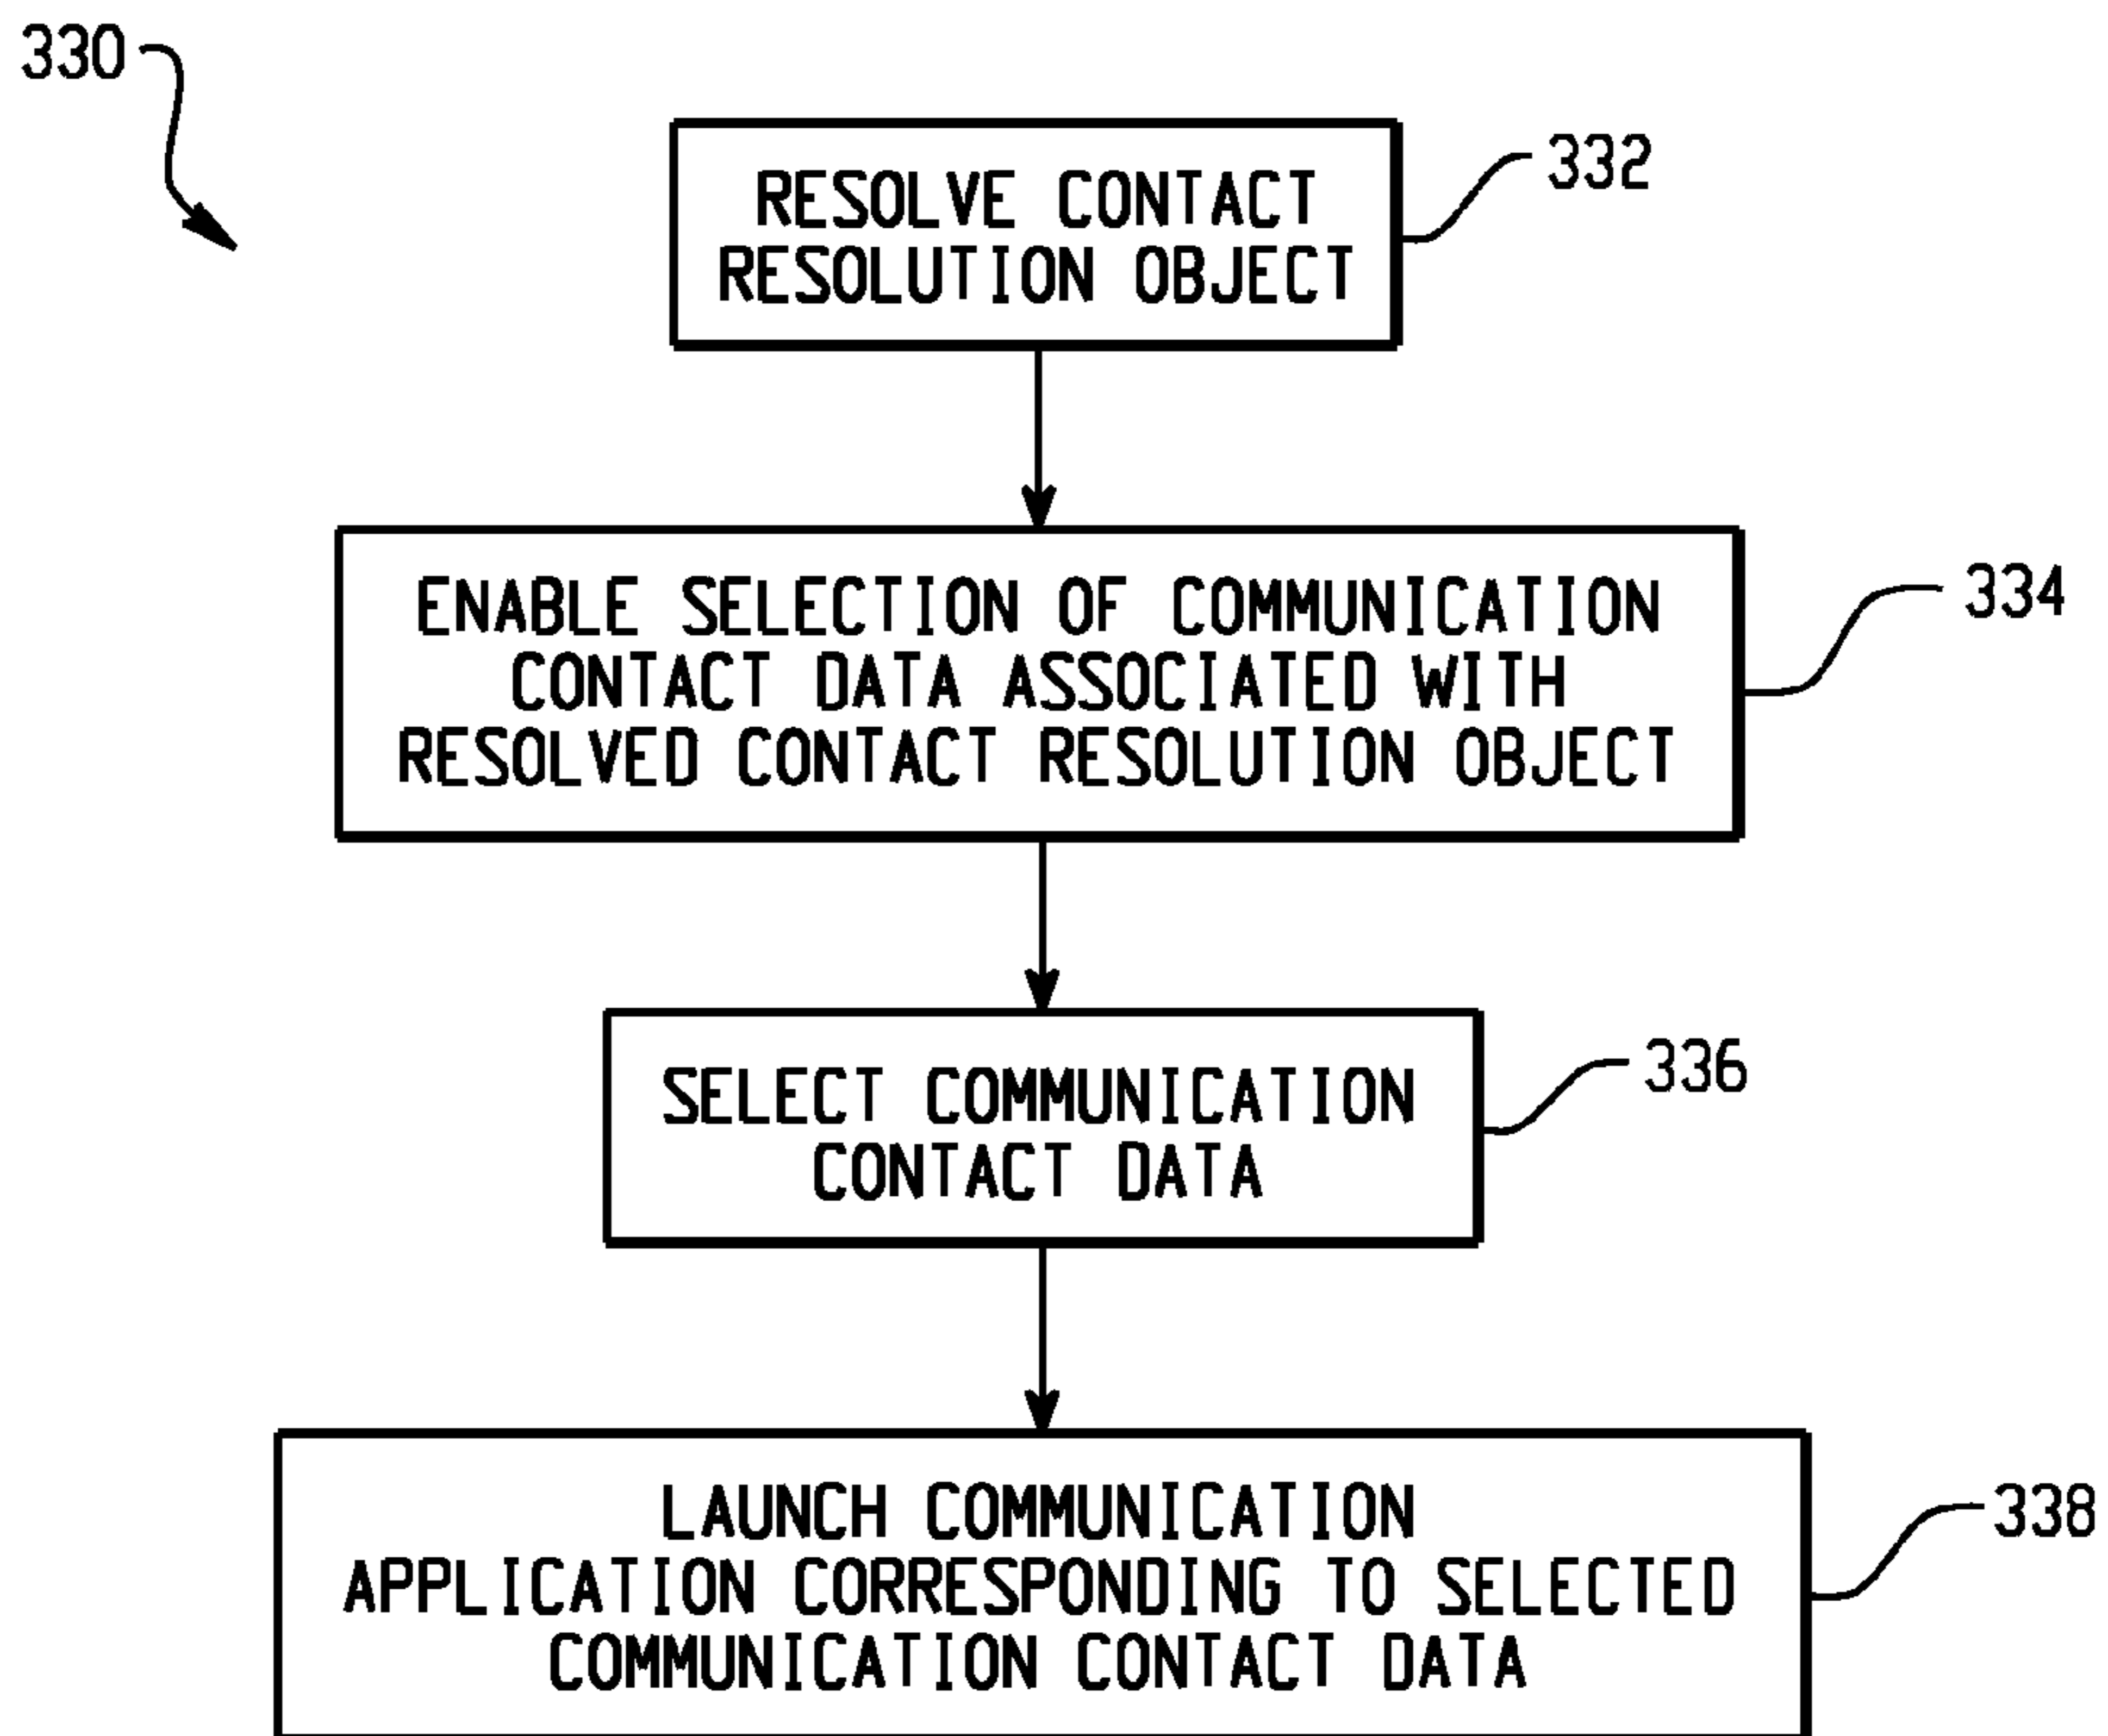 330
RESOLVE CONTACT
RESOLUTION OBJECT
332
ENABLE SELECTION OF COMMUNICATION
CONTACT DATA ASSOCIATED WITH
RESOLVED CONTACT RESOLUTION OBJECT
334
SELECT COMMUNICATION
CONTACT DATA
336
LAUNCH COMMUNICATION
APPLICATION CORRESPONDING TO SELECTED
COMMUNICATION CONTACT DATA
338